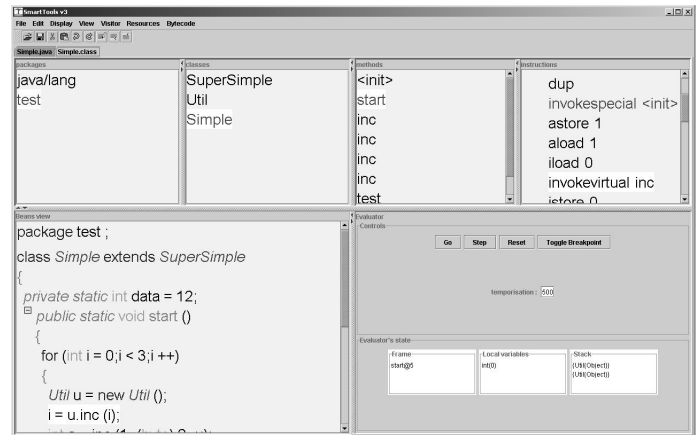 SmartTools v3
File Edit Display View Visitor Resources Bytecode
Simple.java Simple.class
packages
java/lang
test
classes
SuperSimple
Util
Simple
methods
<init>
start
inc
inc
inc
inc
test
instructions
dup
invokespecial <init>
astore 1
aload 1
iload 0
invokevirtual inc
istore 0
Beans view
package test ;
class Simple extends SuperSimple
{
private static int data = 12;
public static void start ()
{
for (int i = 0;i < 3;i ++)
{
Util u = new Util ();
i = u.inc (i);
Evaluator
Controls
Go Step Reset Toggle Breakpoint
temporisation : 500
Evaluator's state
Frame
start@5
Local variables
int(0)
Stack
(Util(Object))
(Util(Object))